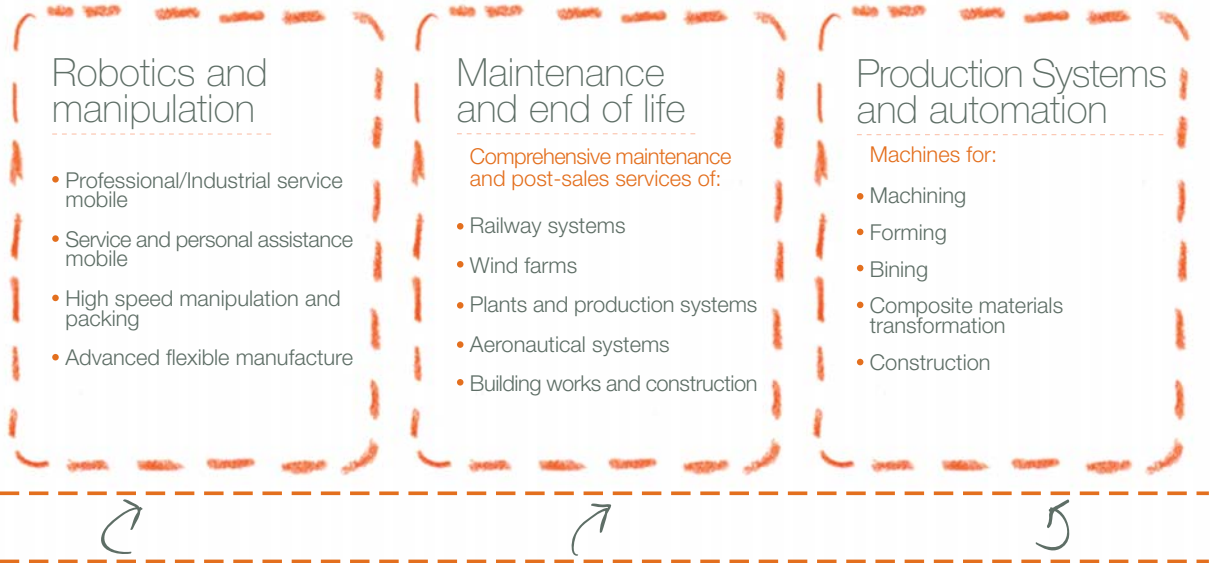 Robotics and
manipulation
• Professional/Industrial service
mobile
• Service and personal assistance
mobile
• High speed manipulation and
packing
• Advanced flexible manufacture
Maintenance
and end of life
Comprehensive maintenance
and post-sales services of:
• Railway systems
• Wind farms
• Plants and production systems
• Aeronautical systems
• Building works and construction
Production Systems
and automation
Machines for:
• Machining
• Forming
• Bining
• Composite materials
transformation
• Construction